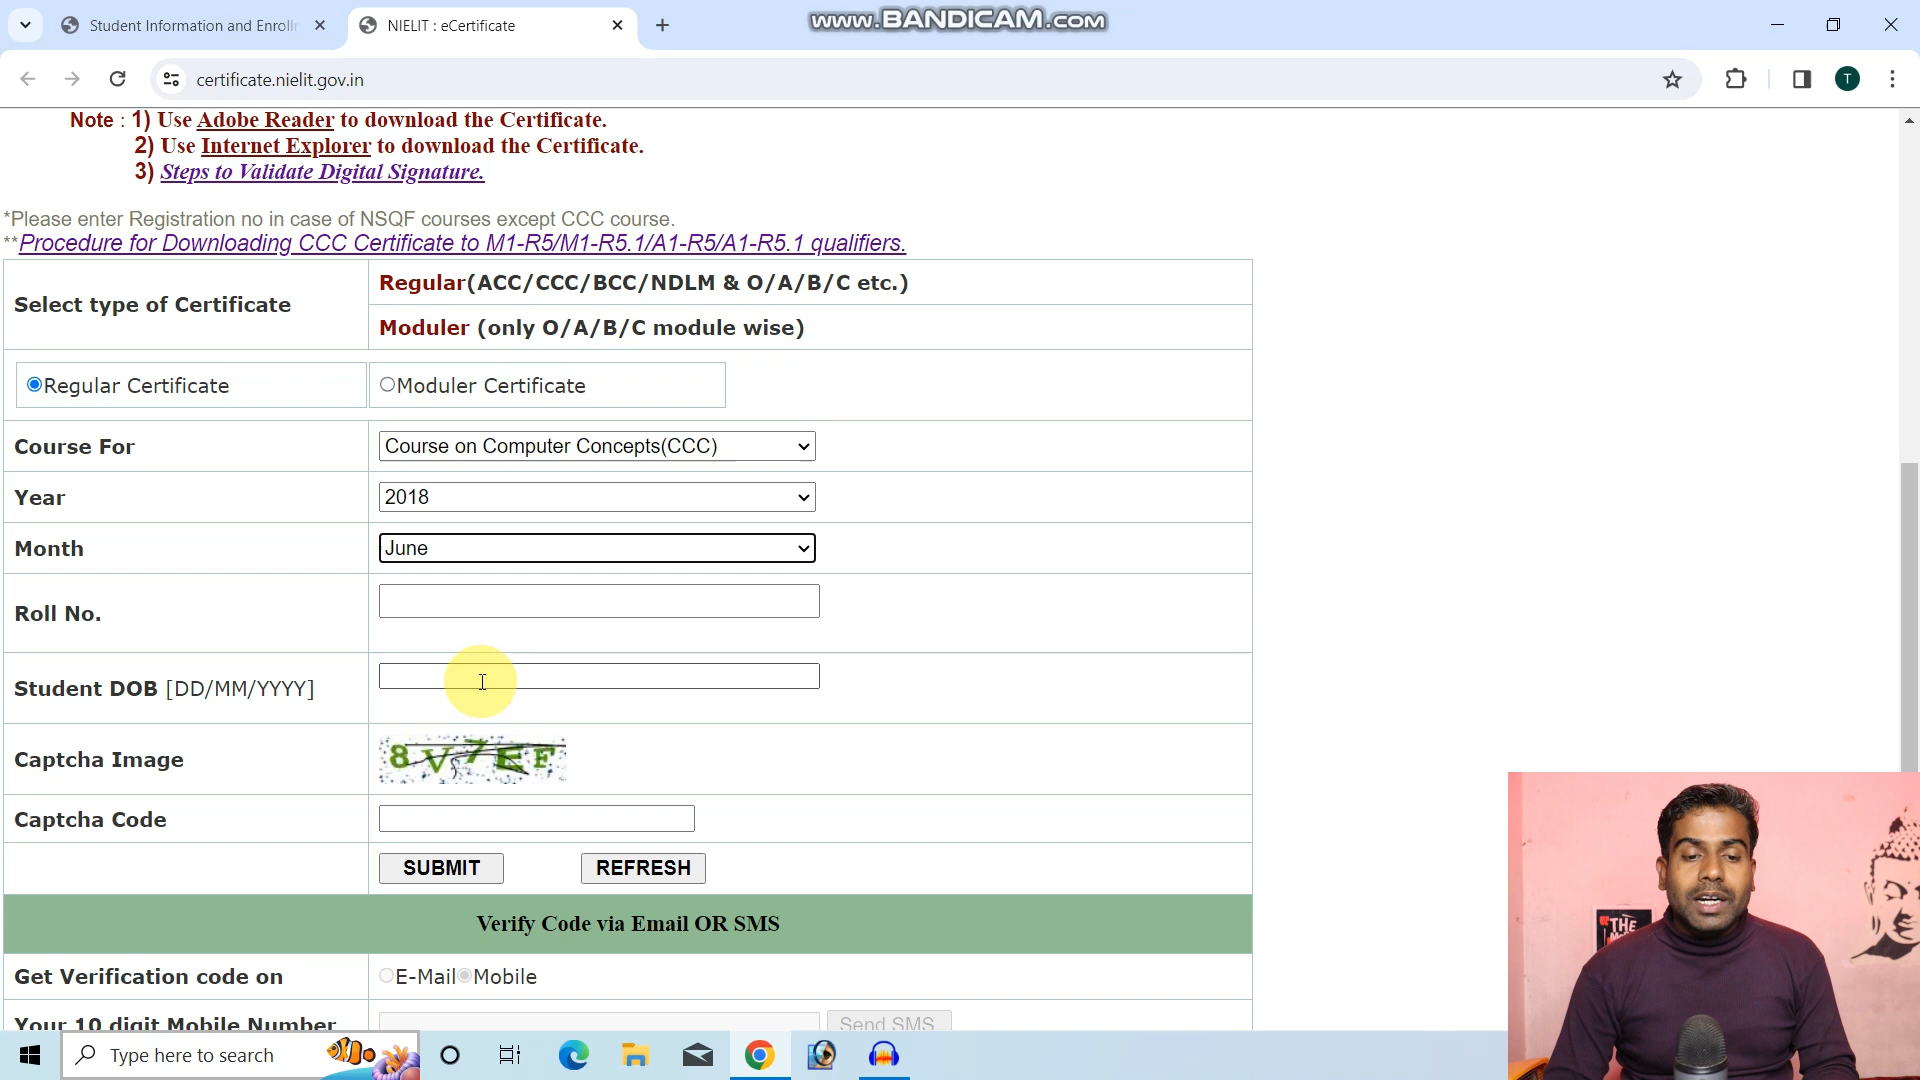 Student Information and Enroll
NIELIT : eCertificate
www.BANDICAM.com
certificate.nielit.gov.in
Note : 1) Use Adobe Reader to download the Certificate.
2) Use Internet Explorer to download the Certificate.
3) Steps to Validate Digital Signature.
*Please enter Registration no in case of NSQF courses except CCC course.
**Procedure for Downloading CCC Certificate to M1-R5/M1-R5.1/A1-R5/A1-R5.1 qualifiers.
Select type of Certificate
Regular(ACC/CCC/BCC/NDLM & O/A/B/C etc.)
Moduler (only O/A/B/C module wise)
Regular Certificate
Moduler Certificate
Course For
Course on Computer Concepts(CCC)
Year
2018
Month
June
Roll No.
Student DOB [DD/MM/YYYY]
Captcha Image
8V7EF
Captcha Code
SUBMIT
REFRESH
Verify Code via Email OR SMS
Get Verification code on
E-Mail Mobile
Your 10 digit Mobile Number
Send SMS
Type here to search
T
"THE